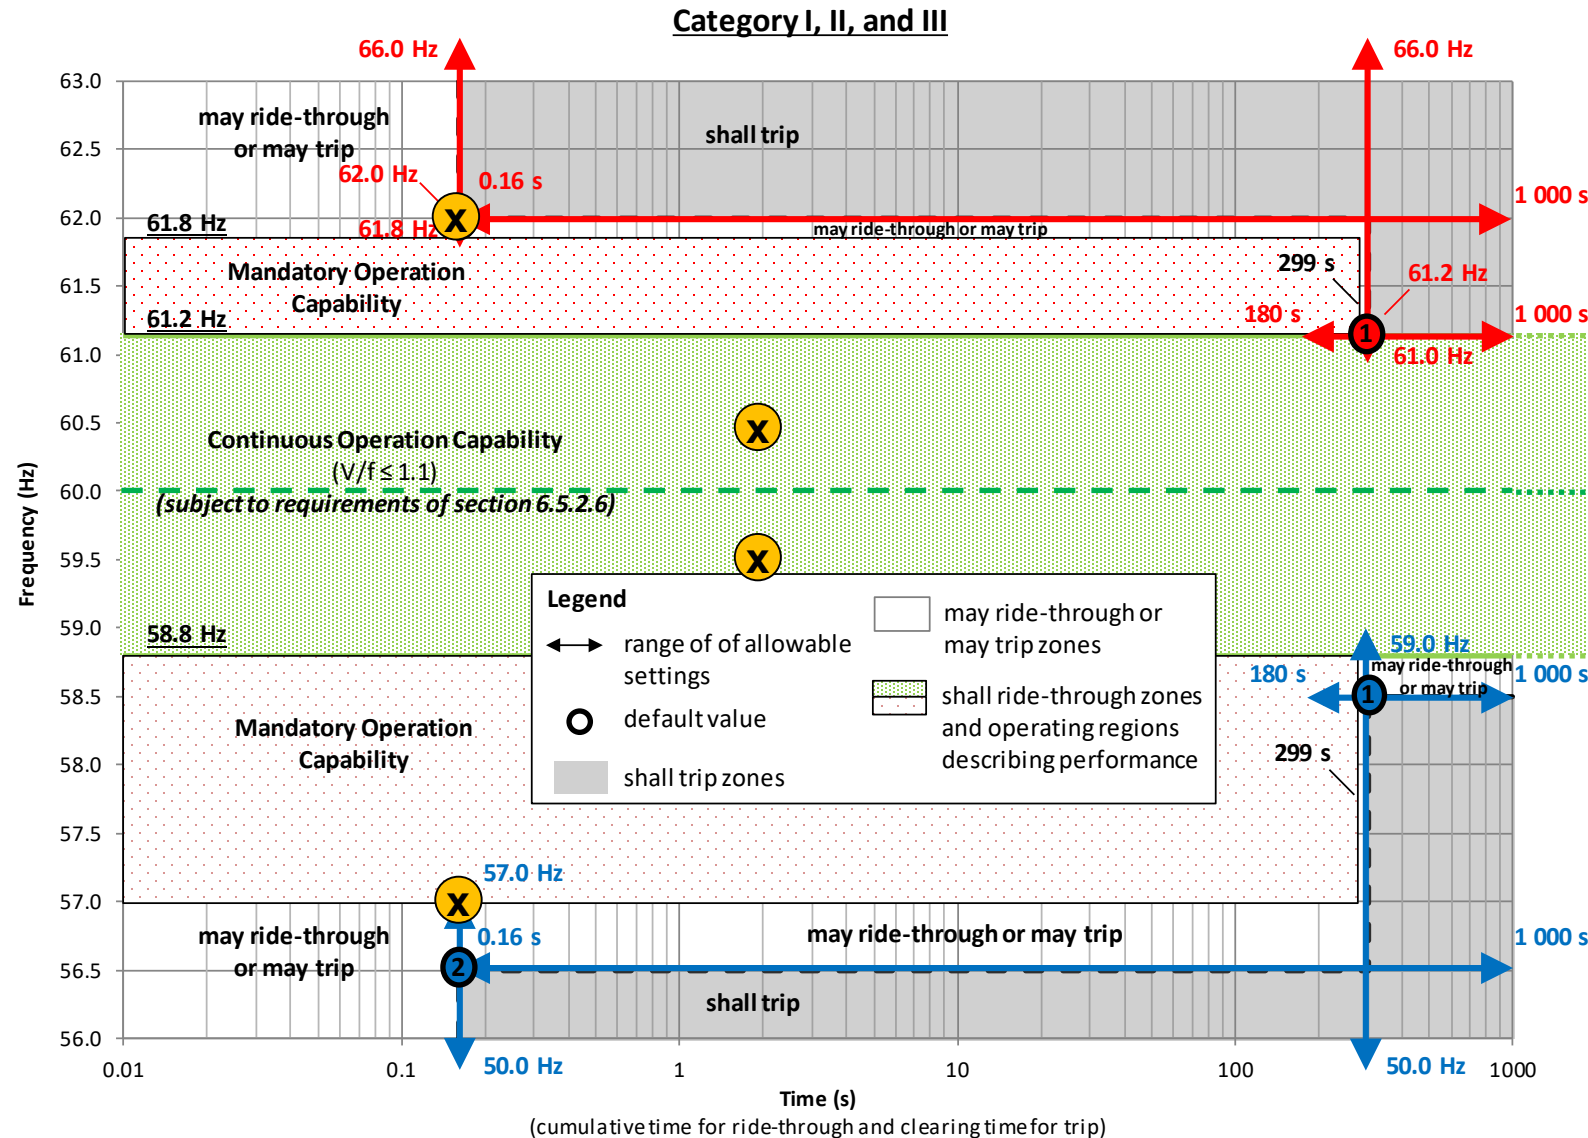 Category I, II, and III
66.0 Hz
66.0 Hz
63.0
may ride-through
or may trip
shall trip
62.5
62.0 Hz
0.16 s
1 000 s
62.0
61.8 Hz
x
61.8 Hz
may ride-through or may trip
Mandatory Operation
Capability
299 s
61.2 Hz
61.5
61.2 Hz
180 s
1 000 s
1
61.0
61.0 Hz
60.5
x
Continuous Operation Capability
(V/f ≤ 1.1)
60.0
(subject to requirements of section 6.5.2.6)
Frequency (Hz)
59.5
x
Legend
range of of allowable
settings
default value
shall trip zones
may ride-through or
may trip zones
shall ride-through zones
and operating regions
describing performance
59.0
58.8 Hz
59.0 Hz
may ride-through
or may trip
180 s
1 000 s
58.5
1
Mandatory Operation
Capability
299 s
58.0
57.5
57.0 Hz
57.0
x
may ride-through
or may trip
0.16 s
may ride-through or may trip
1 000 s
56.5
2
shall trip
56.0
50.0 Hz
50.0 Hz
0.01
0.1
1
10
100
1000
Time (s)
(cumulative time for ride-through and clearing time for trip)